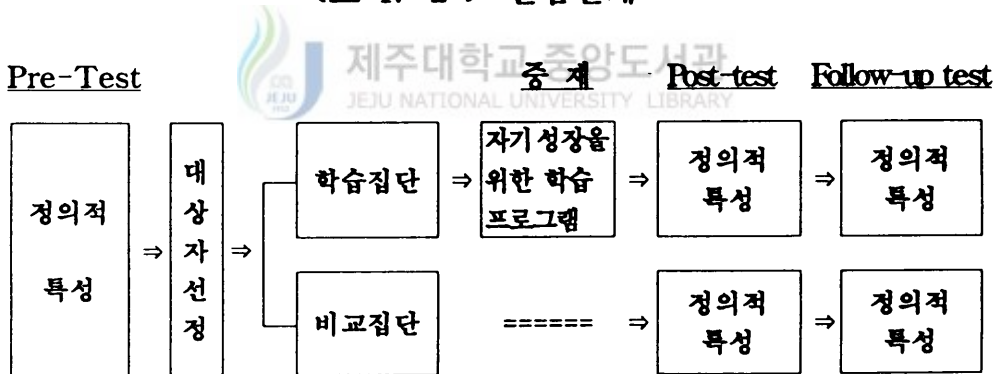 제주대학교 중앙도서관
JEJU NATIONAL UNIVERSITY LIBRARY
JEJU
1952
Pre-Test
중 재
Post-test
Follow-up test
정의적
특성
⇒
대
상
자
선
정
⇒
학습집단
⇒
자기 성장을
위한 학습
프로그램
⇒
정의적
특성
⇒
정의적
특성
비교집단
======
⇒
정의적
특성
⇒
정의적
특성